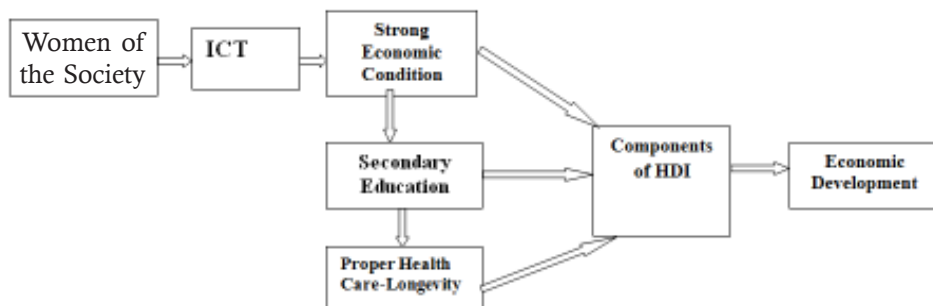 Women of
the Society
ICT
Strong
Economic
Condition
Secondary
Education
Proper Health
Care-Longevity
Components
of HDI
Economic
Development